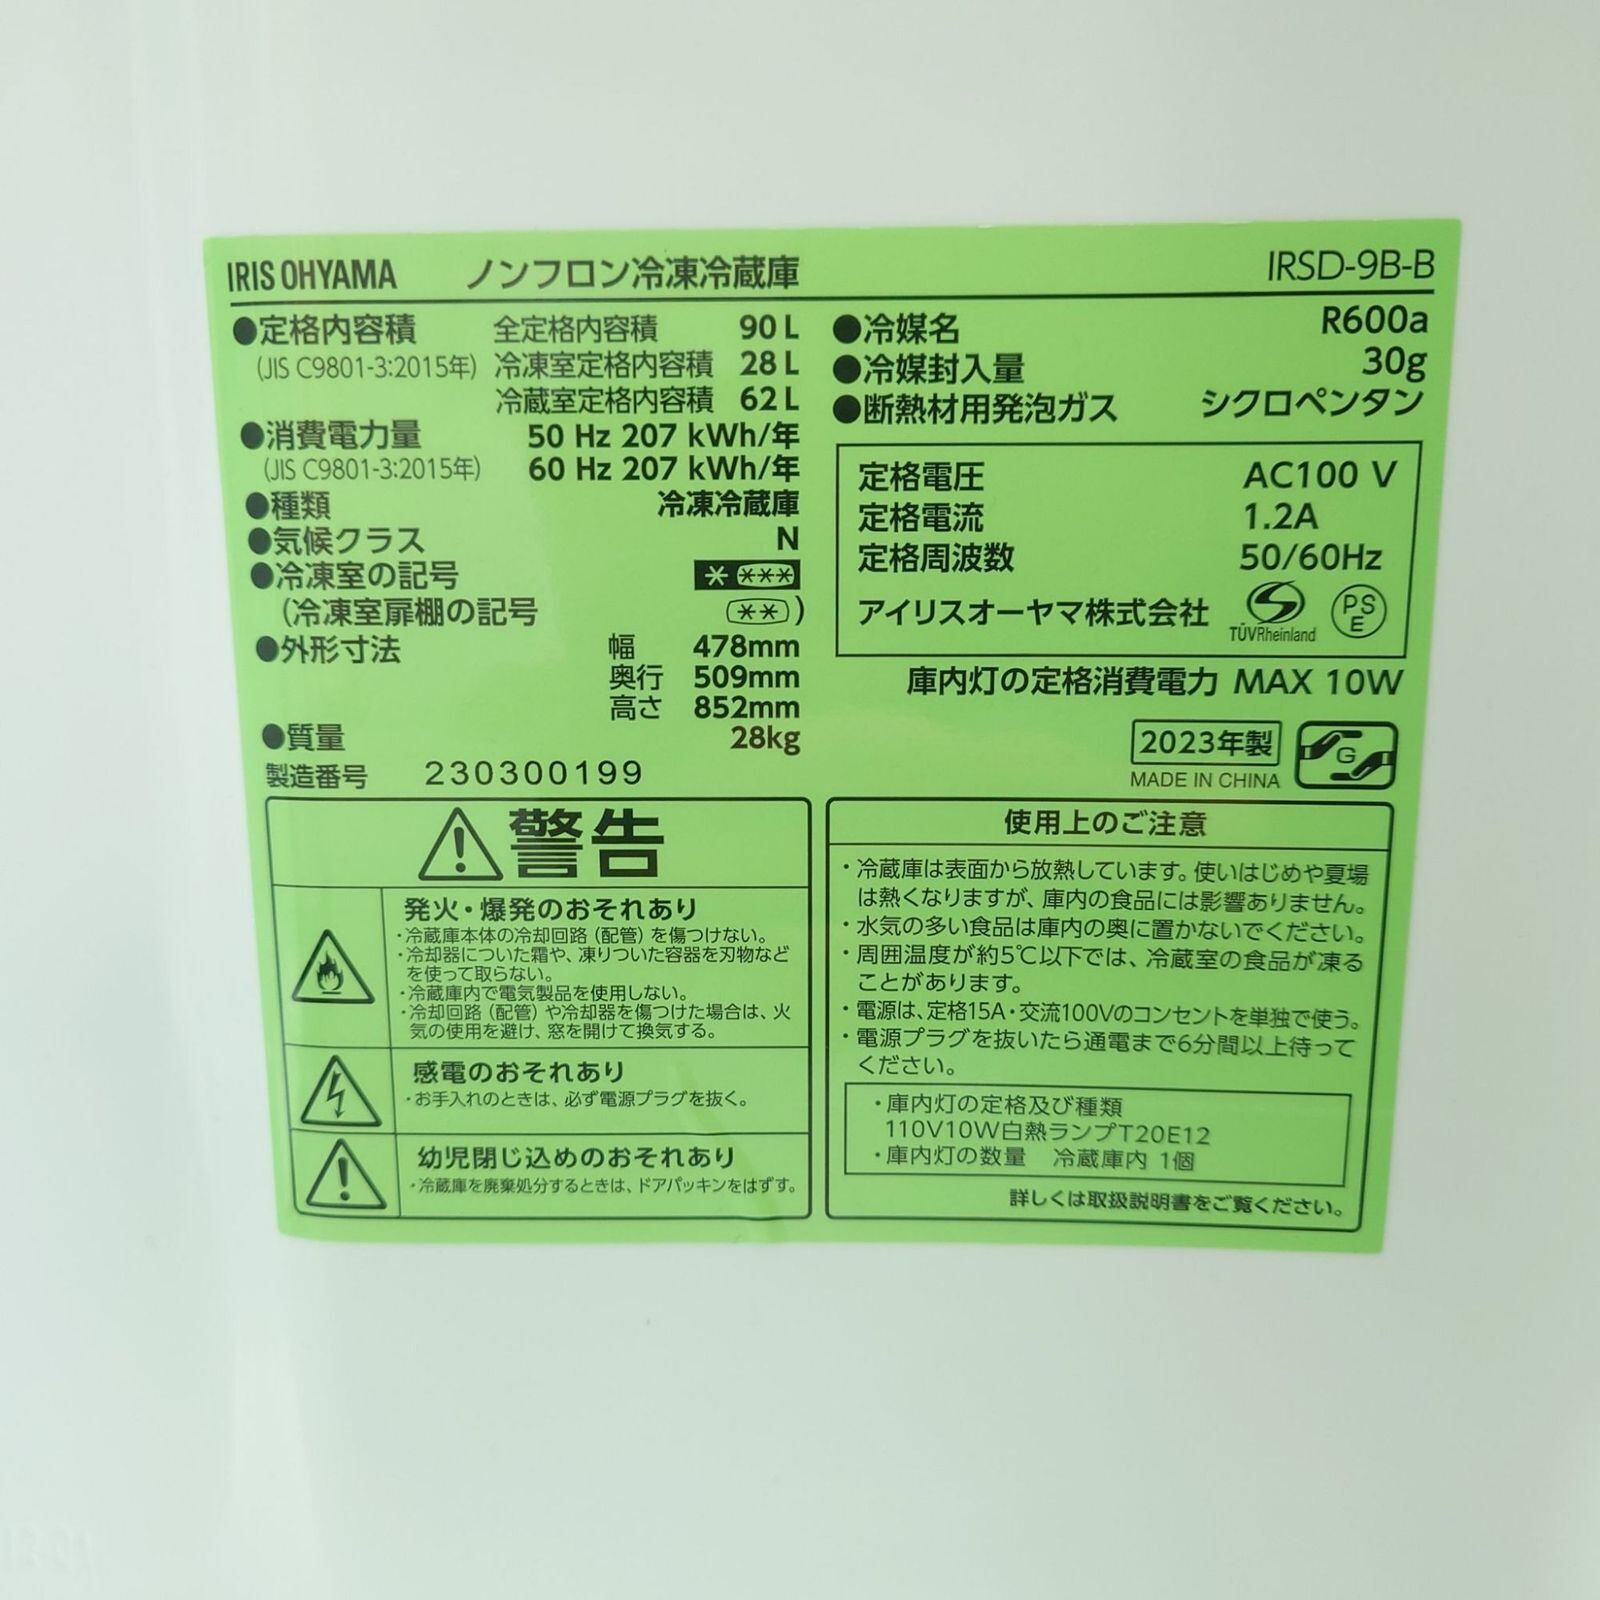 IRIS OHYAMA ノンフロン冷凍冷蔵庫 IRSD-9B-B
●定格内容積 全定格内容積 90 L
(JIS C9801-3:2015年) 冷凍室定格内容積 28 L
冷蔵室定格内容積 62 L
●消費電力量 50 Hz 207 kWh/年
(JIS C9801-3:2015年) 60 Hz 207 kWh/年
●種類 冷凍冷蔵庫
●気候クラス N
●冷凍室の記号 * ***
(冷凍室扉棚の記号 **)
●外形寸法 幅 478mm
奥行 509mm
高さ 852mm
●質量 28kg
製造番号 230300199
●冷媒名 R600a
●冷媒封入量 30g
●断熱材用発泡ガス シクロペンタン
定格電圧 AC100 V
定格電流 1.2A
定格周波数 50/60Hz
アイリスオーヤマ株式会社 TÜVRheinland PSE
庫内灯の定格消費電力 MAX 10W
2023年製 G
MADE IN CHINA
警告
発火・爆発のおそれあり
・冷蔵庫本体の冷却回路（配管）を傷つけない。
・冷却器についた霜や、凍りついた容器を刃物など
を使って取らない。
・冷蔵庫内で電気製品を使用しない。
・冷却回路（配管）や冷却器を傷つけた場合は、火
気の使用を避け、窓を開けて換気する。
感電のおそれあり
・お手入れのときは、必ず電源プラグを抜く。
幼児閉じ込めのおそれあり
・冷蔵庫を廃棄処分するときは、ドアパッキンをはずす。
使用上のご注意
・冷蔵庫は表面から放熱しています。使いはじめや夏場
は熱くなりますが、庫内の食品には影響ありません。
・水気の多い食品は庫内の奥に置かないでください。
・周囲温度が約5℃以下では、冷蔵室の食品が凍る
ことがあります。
・電源は、定格15A・交流100Vのコンセントを単独で使う。
・電源プラグを抜いたら通電まで6分間以上待って
ください。
・庫内灯の定格及び種類
110V10W白熱ランプT20E12
・庫内灯の数量 冷蔵庫内 1個
詳しくは取扱説明書をご覧ください。